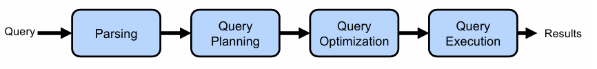 Query
Parsing
Query
Planning
Query
Optimization
Query
Execution
Results